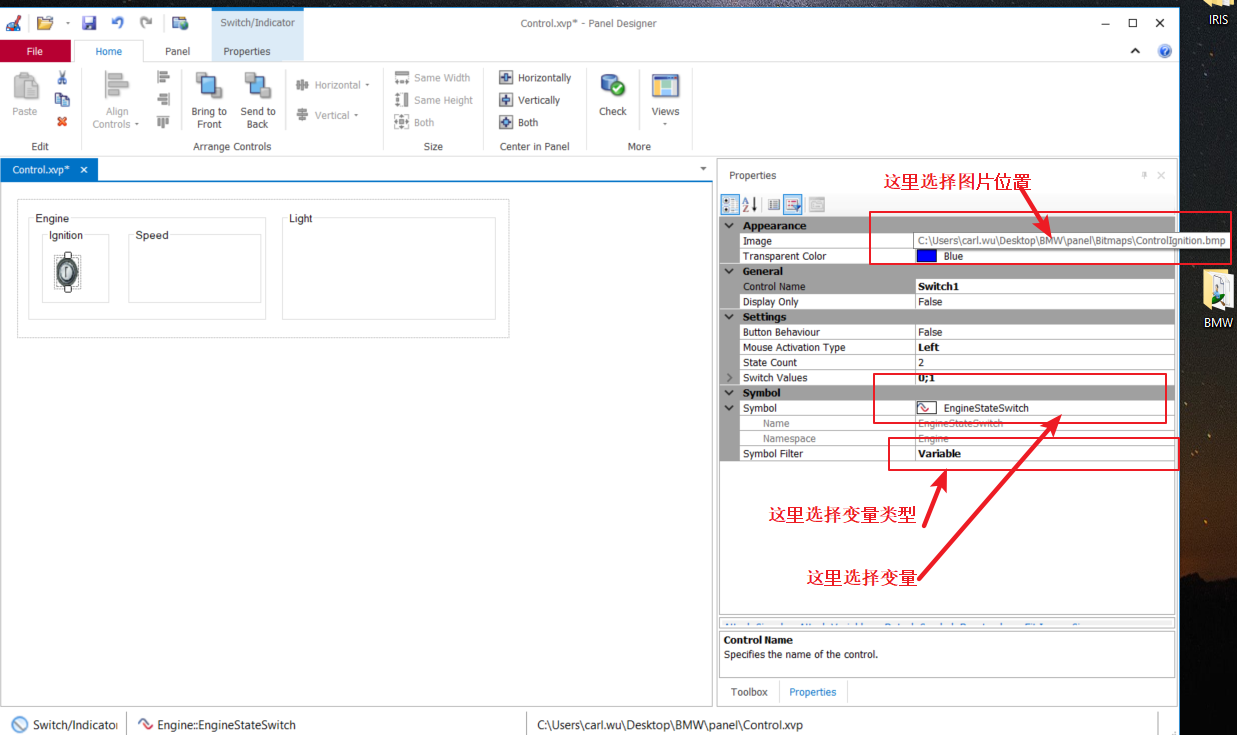 IRIS
Switch/Indicator
Control.xvp* - Panel Designer
File
Home
Panel
Properties
Paste
Align
Controls
Bring to
Front
Send to
Back
Horizontal
Vertical
Same Width
Same Height
Both
Horizontally
Vertically
Both
Check
Views
Edit
Arrange Controls
Size
Center in Panel
More
Control.xvp*
Properties
这里选择图片位置
Engine
Ignition
Speed
Light
Appearance
Image
C:\Users\carl.wu\Desktop\BMW\panel\Bitmaps\ControlIgnition.bmp
Transparent Color
Blue
General
Control Name
Switch1
Display Only
False
Settings
Button Behaviour
False
Mouse Activation Type
Left
State Count
2
Switch Values
0;1
Symbol
Symbol
EngineStateSwitch
Name
EngineStateSwitch
Namespace
Engine
Symbol Filter
Variable
BMW
这里选择变量类型
这里选择变量
Control Name
Specifies the name of the control.
Toolbox
Properties
Switch/Indicator
Engine::EngineStateSwitch
C:\Users\carl.wu\Desktop\BMW\panel\Control.xvp